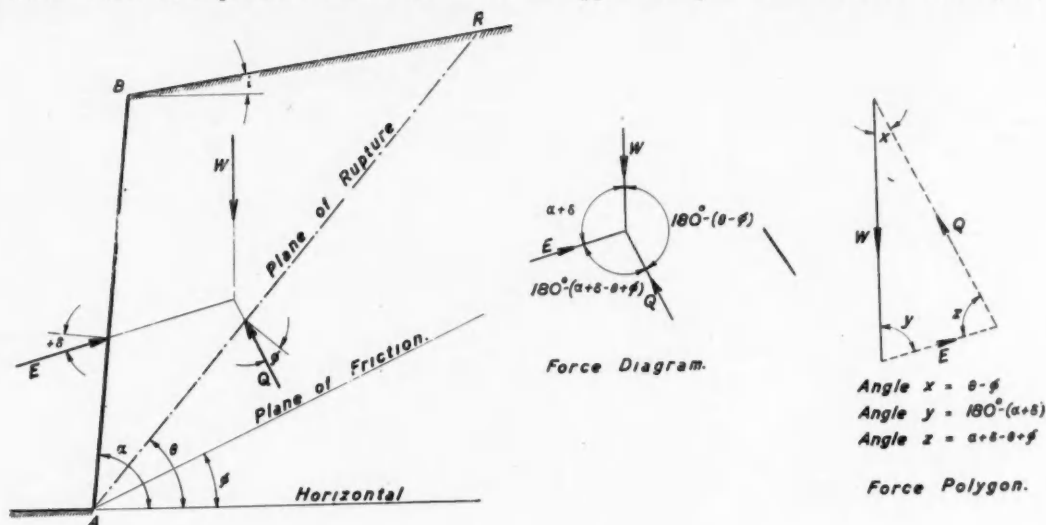 R
B
i
W
Plane of Rupture
+δ
E
Q
φ
Plane of Friction.
α
θ
φ
Horizontal
A
W
α+δ
180°-(θ-φ)
E
180°-(α+δ-θ+φ)
Q
Force Diagram.
x
W
Q
y
z
E
Angle x = θ-φ
Angle y = 180°-(α+δ)
Angle z = α+δ-θ+φ
Force Polygon.